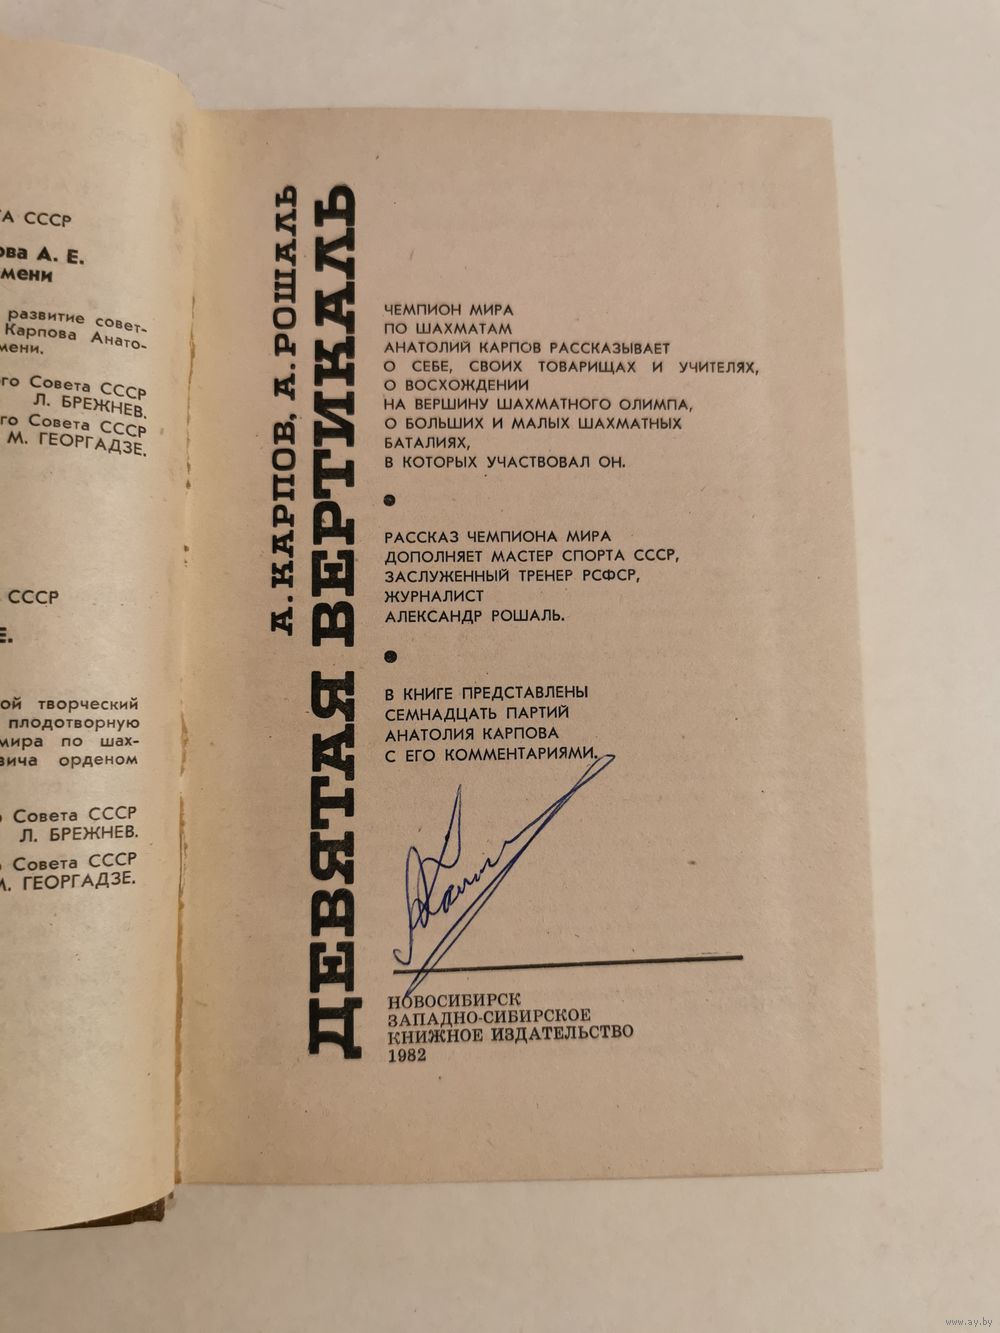 ТА СССР
ова А. Е.
мени
развитие совет-
Карпова Анато-
мени.
го Совета СССР
Л. БРЕЖНЕВ.
го Совета СССР
М. ГЕОРГАДЗЕ.
СССР
Е.
ой творческий
плодотворную
мира по шах-
вича орденом
о Совета СССР
Л. БРЕЖНЕВ.
о Совета СССР
М. ГЕОРГАДЗЕ.
А. КАРПОВ, А. РОШАЛЬ
ДЕВЯТАЯ ВЕРТИКАЛЬ
ЧЕМПИОН МИРА
ПО ШАХМАТАМ
АНАТОЛИЙ КАРПОВ РАССКАЗЫВАЕТ
О СЕБЕ, СВОИХ ТОВАРИЩАХ И УЧИТЕЛЯХ,
О ВОСХОЖДЕНИИ
НА ВЕРШИНУ ШАХМАТНОГО ОЛИМПА,
О БОЛЬШИХ И МАЛЫХ ШАХМАТНЫХ
БАТАЛИЯХ,
В КОТОРЫХ УЧАСТВОВАЛ ОН.
РАССКАЗ ЧЕМПИОНА МИРА
ДОПОЛНЯЕТ МАСТЕР СПОРТА СССР,
ЗАСЛУЖЕННЫЙ ТРЕНЕР РСФСР,
ЖУРНАЛИСТ
АЛЕКСАНДР РОШАЛЬ.
В КНИГЕ ПРЕДСТАВЛЕНЫ
СЕМНАДЦАТЬ ПАРТИЙ
АНАТОЛИЯ КАРПОВА
С ЕГО КОММЕНТАРИЯМИ.
НОВОСИБИРСК
ЗАПАДНО-СИБИРСКОЕ
КНИЖНОЕ ИЗДАТЕЛЬСТВО
1982
www.ay.by